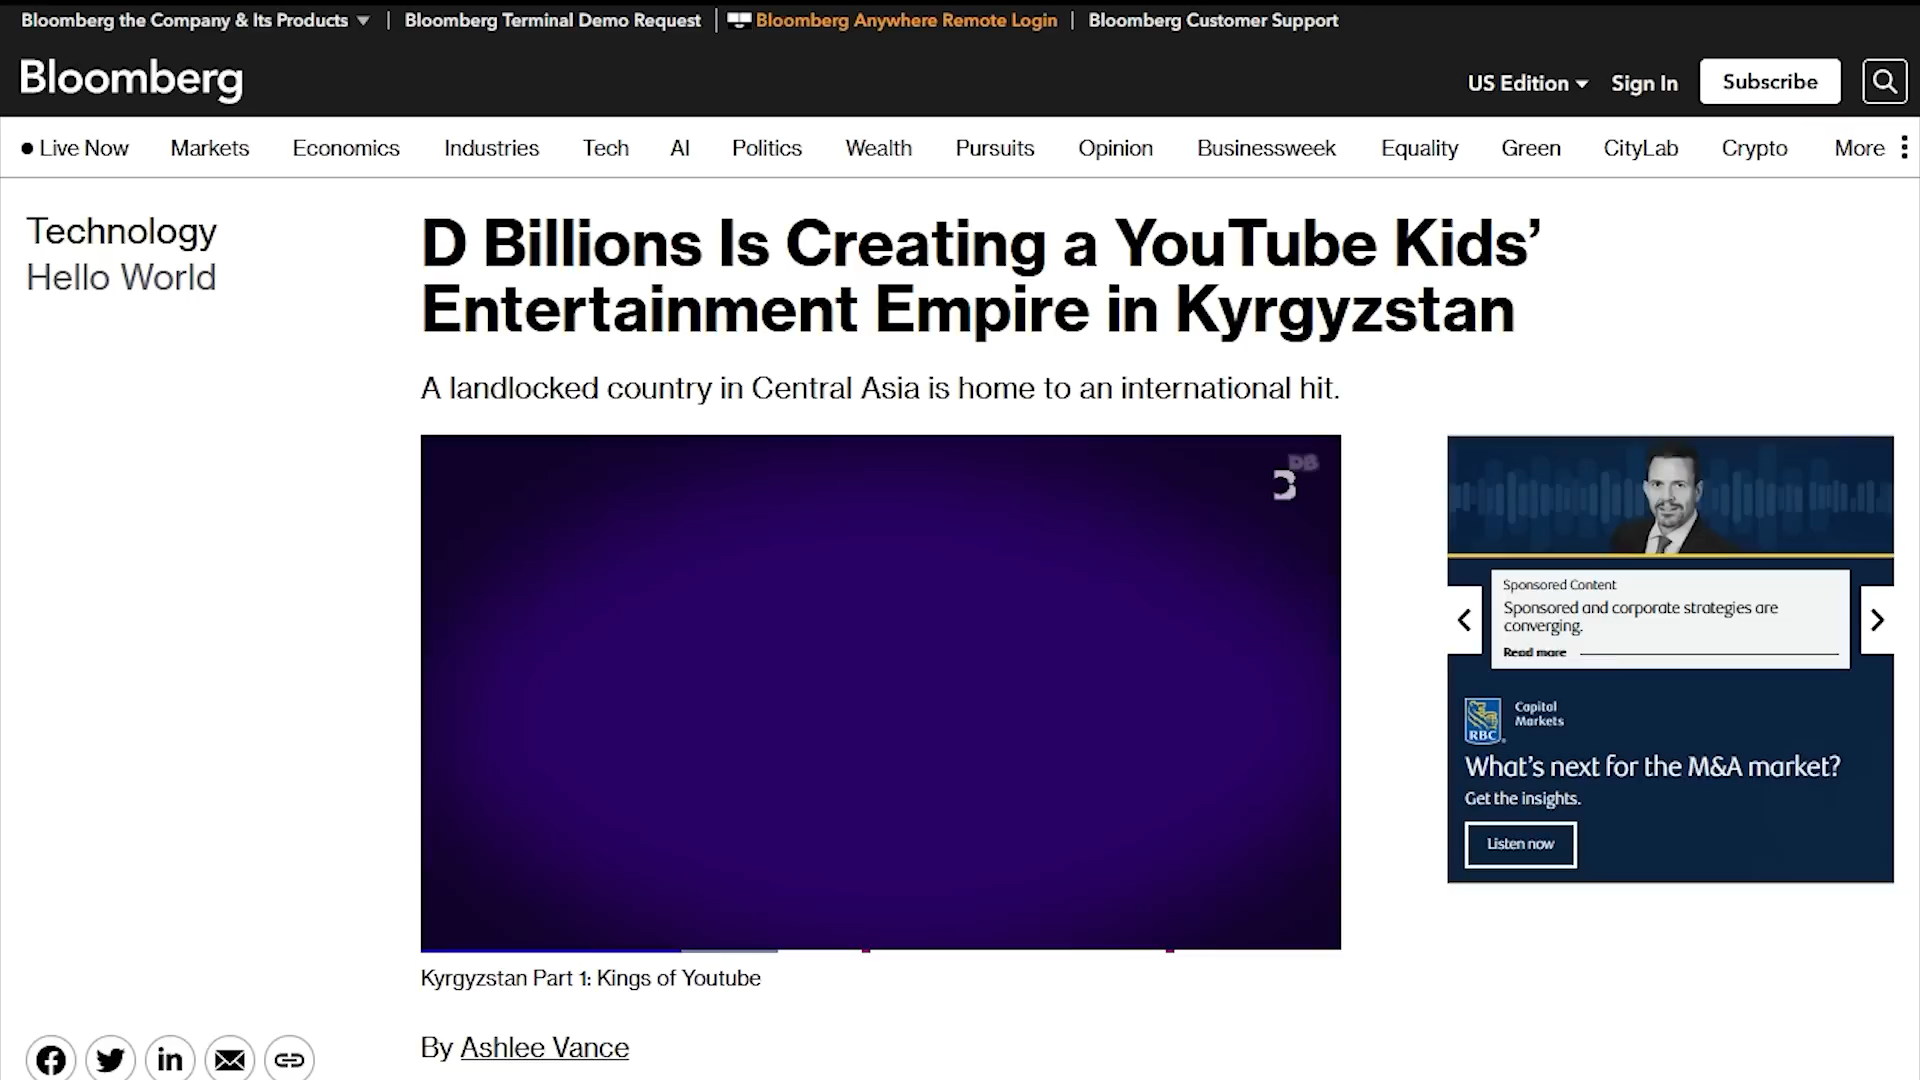 Bloomberg the Company & Its Products
Bloomberg Terminal Demo Request
Bloomberg Anywhere Remote Login
Bloomberg Customer Support
Bloomberg
US Edition
Sign In
Subscribe
Live Now
Markets
Economics
Industries
Tech
AI
Politics
Wealth
Pursuits
Opinion
Businessweek
Equality
Green
CityLab
Crypto
More
Technology
Hello World
D Billions Is Creating a YouTube Kids’
Entertainment Empire in Kyrgyzstan
A landlocked country in Central Asia is home to an international hit.
DB
Sponsored Content
Sponsored and corporate strategies are
converging.
Read more
RBC
Capital
Markets
What’s next for the M&A market?
Get the insights.
Listen now
Kyrgyzstan Part 1: Kings of Youtube
By Ashlee Vance